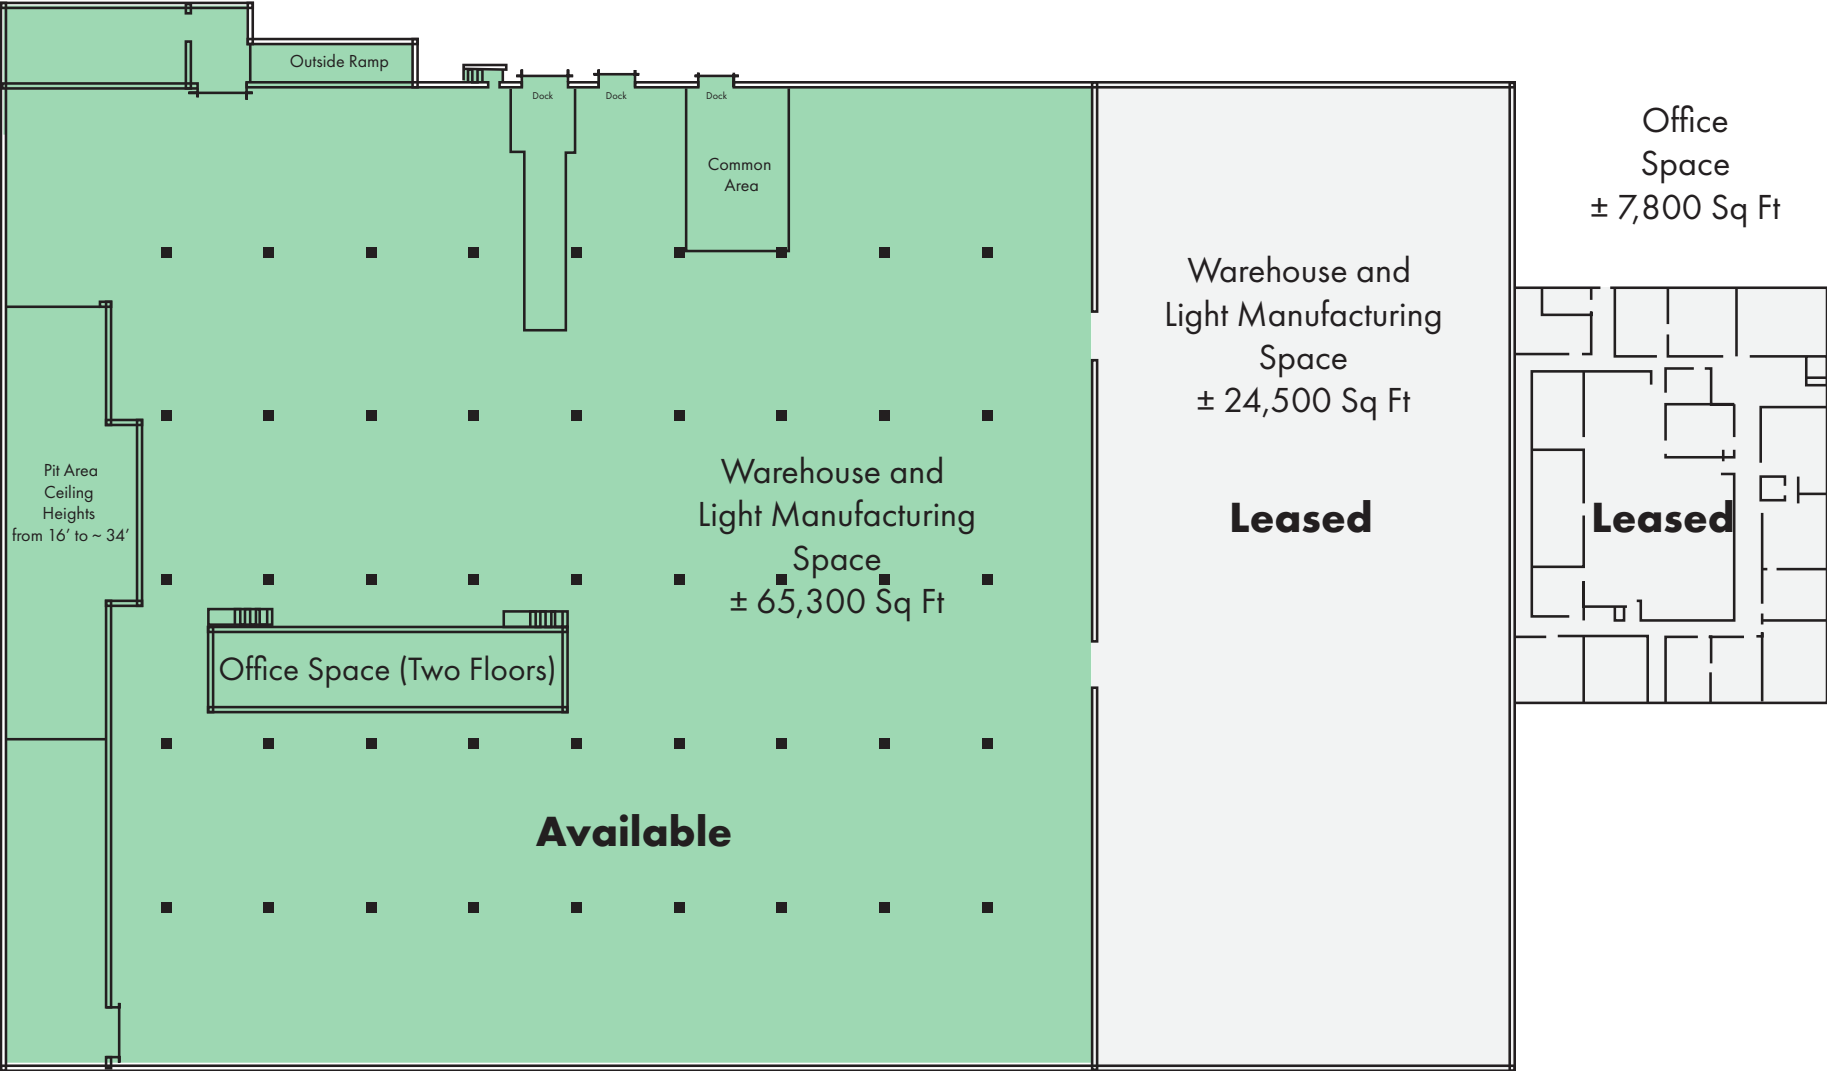 Outside Ramp
Dock
Dock
Dock
Common
Area
Office
Space
± 7,800 Sq Ft
Warehouse and
Light Manufacturing
Space
± 24,500 Sq Ft
Pit Area
Ceiling
Heights
from 16’ to ~ 34’
Warehouse and
Light Manufacturing
Space
± 65,300 Sq Ft
Leased
Leased
Office Space (Two Floors)
Available